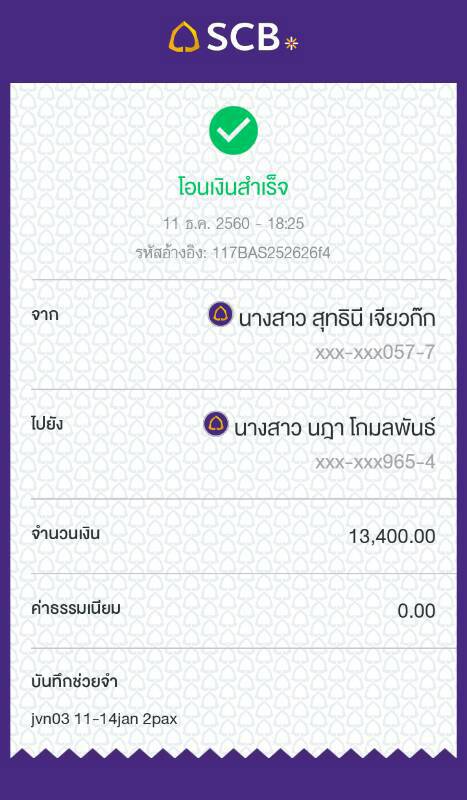 SCB
โอนเงินสำเร็จ
11 ธ.ค. 2560 - 18:25
รหัสอ้างอิง: 117BAS252626f4
จาก
นางสาว สุทธินี เจียวก๊ก
xxx-xxx057-7
ไปยัง
นางสาว นฎา โกมลพันธ์
xxx-xxx965-4
จำนวนเงิน 13,400.00
ค่าธรรมเนียม 0.00
บันทึกช่วยจำ
jvn03 11-14jan 2pax